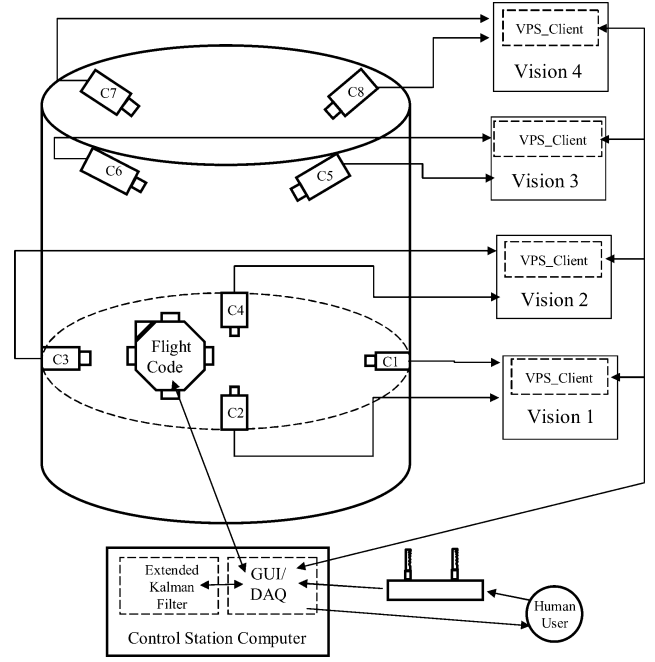 VPS_Client
Vision 4
C7
C8
VPS_Client
Vision 3
C6
C5
VPS_Client
Vision 2
C4
C3
Flight
Code
C1
VPS_Client
Vision 1
C2
Extended
Kalman
Filter
GUI/
DAQ
Control Station Computer
Human
User